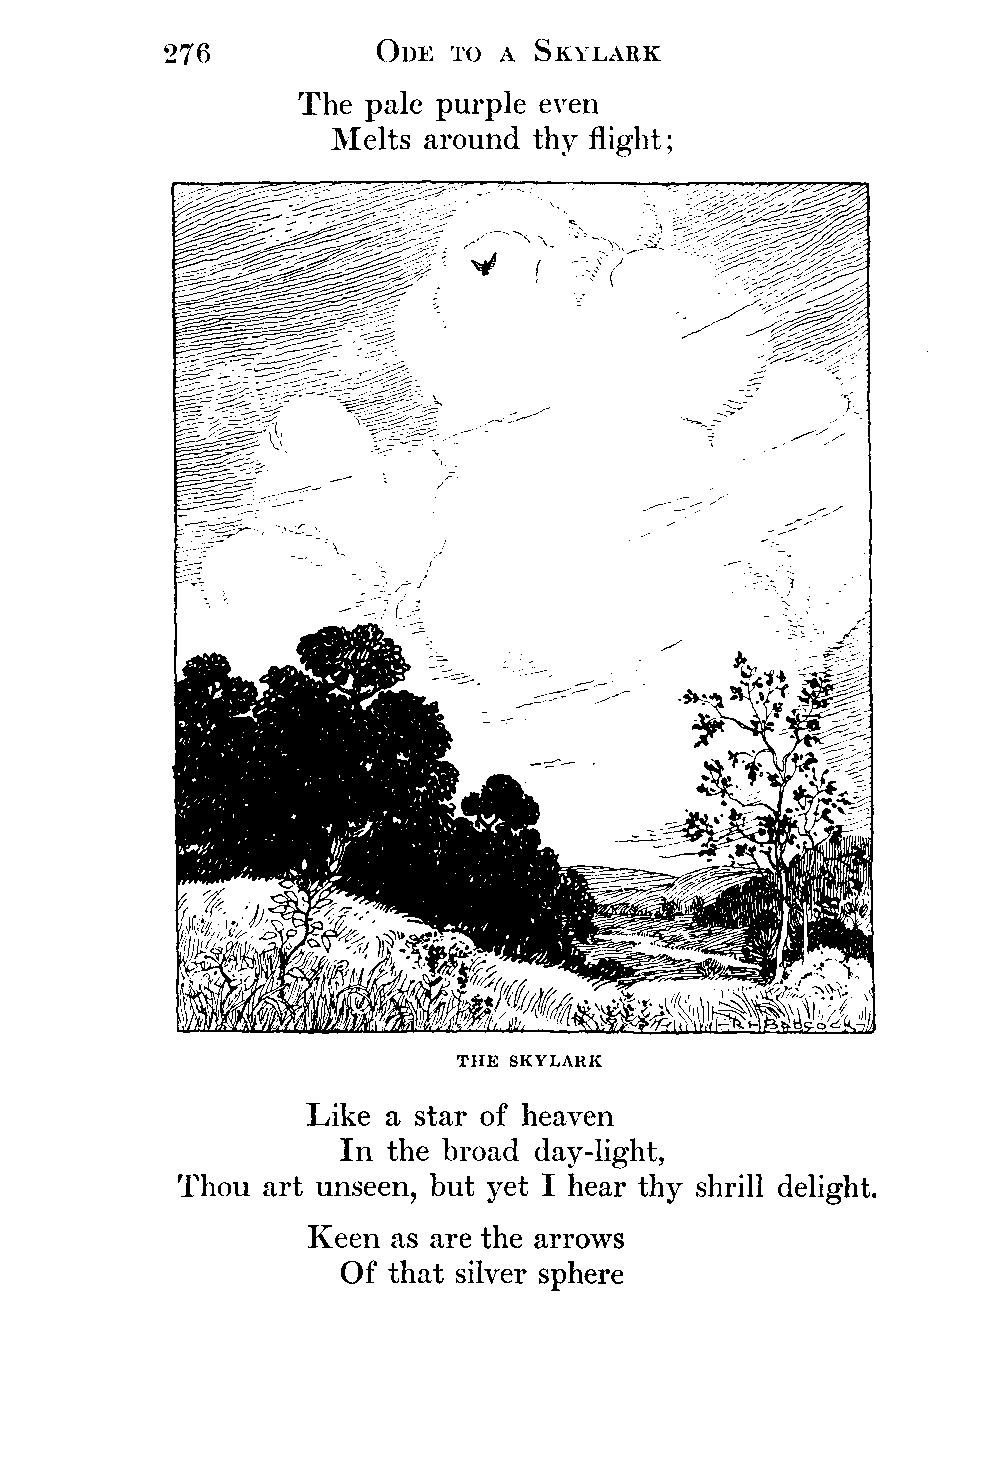 276 ODE TO A SKYLARK
The pale purple even
Melts around thy flight;
R. H. BABCOCK
THE SKYLARK
Like a star of heaven
In the broad day-light,
Thou art unseen, but yet I hear thy shrill delight.
Keen as are the arrows
Of that silver sphere